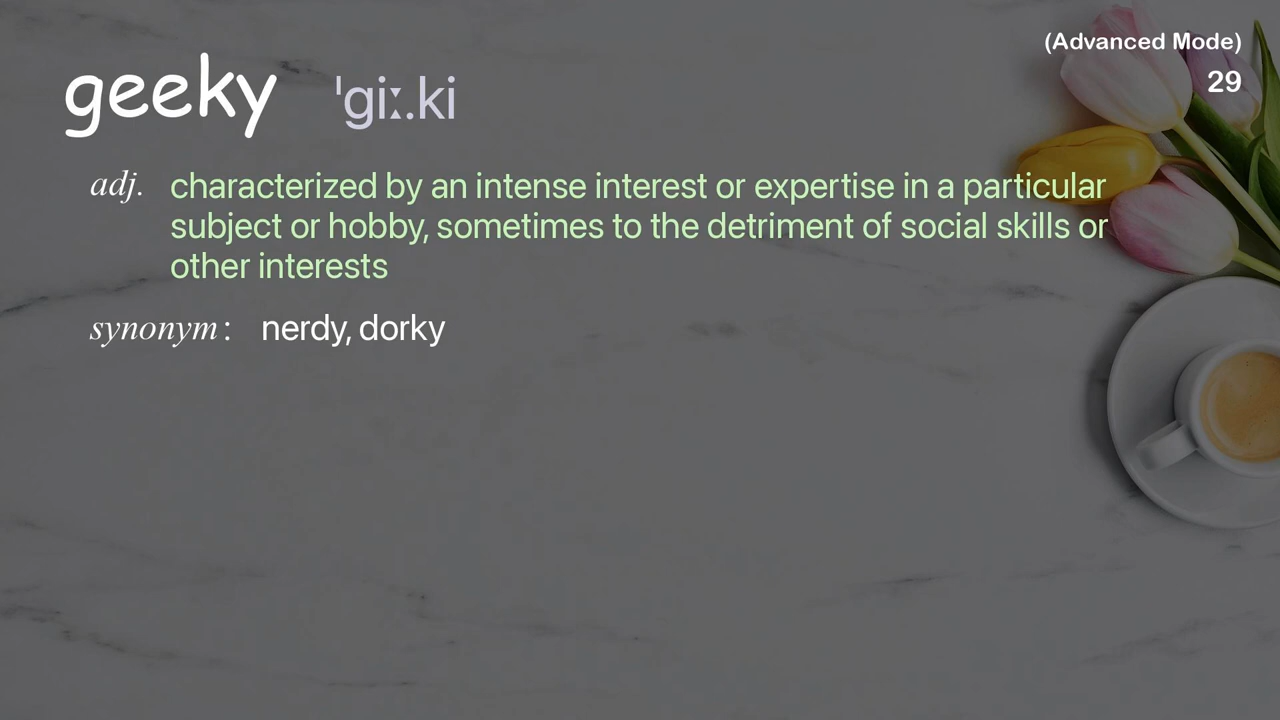 (Advanced Mode)
geeky ˈgiː.ki
29
adj. characterized by an intense interest or expertise in a particular
subject or hobby, sometimes to the detriment of social skills or
other interests
synonym : nerdy, dorky